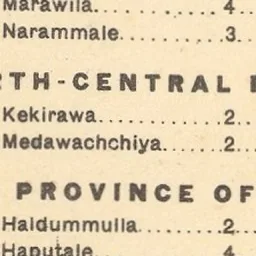 Marawila.......... 4..
Narammale..........3..
RTH-CENTRAL
Kekirawa...........2..
Medawachchiya......2..
PROVINCE OF
Haldummulla........2..
Haputale...........4